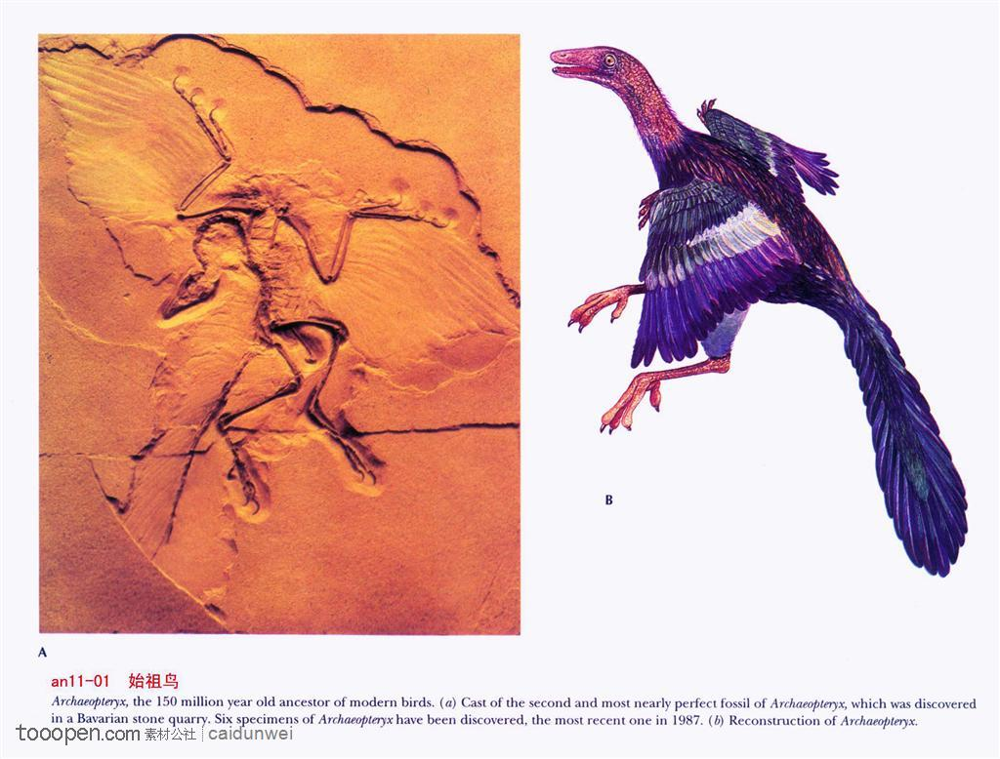 B
A
an11-01 始祖鸟
Archaeopteryx, the 150 million year old ancestor of modern birds. (a) Cast of the second and most nearly perfect fossil of Archaeopteryx, which was discovered
in a Bavarian stone quarry. Six specimens of Archaeopteryx have been discovered, the most recent one in 1987. (b) Reconstruction of Archaeopteryx.
tooopen.com 素材公社 caidunwei